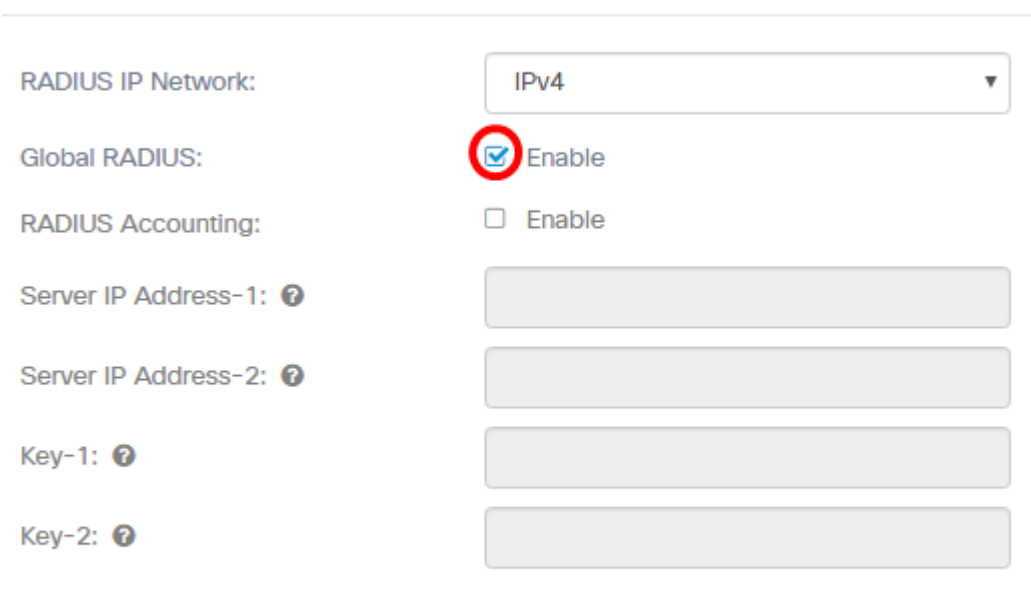 RADIUS IP Network: IPv4
Global RADIUS: Enable
RADIUS Accounting: Enable
Server IP Address-1:
Server IP Address-2:
Key-1:
Key-2: